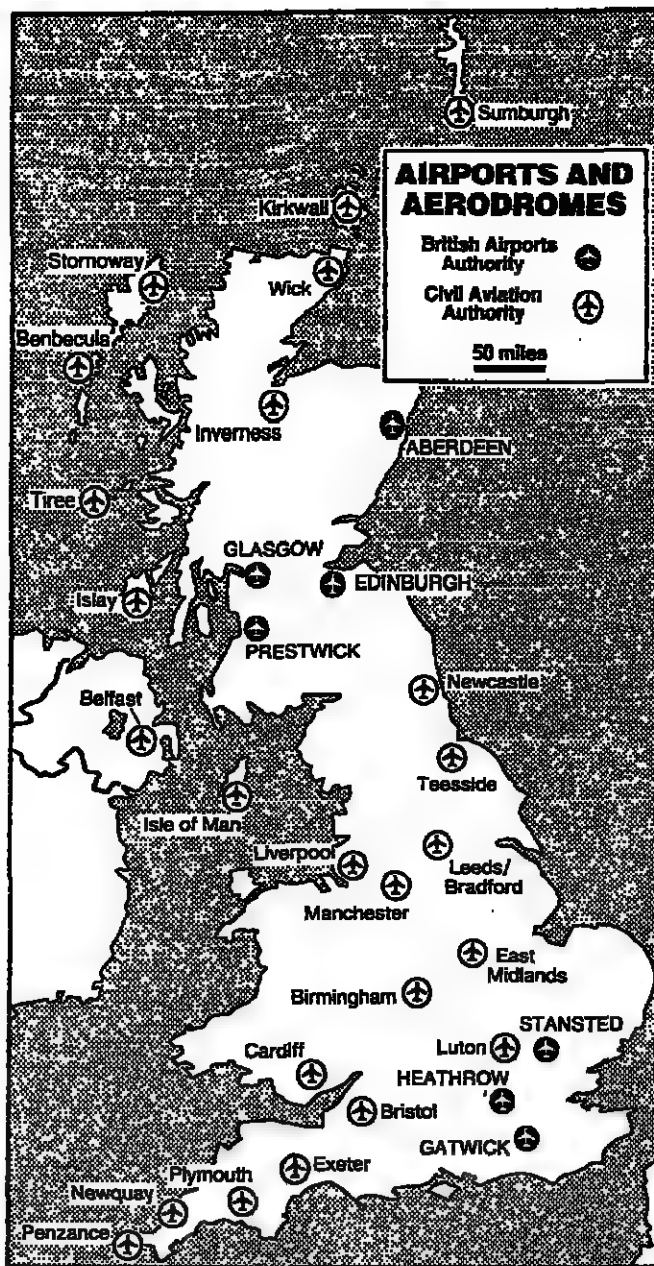 Sumburgh
AIRPORTS AND
AERODROMES
British Airports
Authority
Civil Aviation
Authority
50 miles
Kirkwall
Stornoway
Wick
Benbecula
Inverness
ABERDEEN
Tiree
GLASGOW
EDINBURGH
Islay
PRESTWICK
Newcastle
Belfast
Teesside
Isle of Man
Liverpool
Leeds/
Bradford
Manchester
East
Midlands
Birmingham
STANSTED
Cardiff
Luton
HEATHROW
Bristol
GATWICK
Exeter
Plymouth
Newquay
Penzance